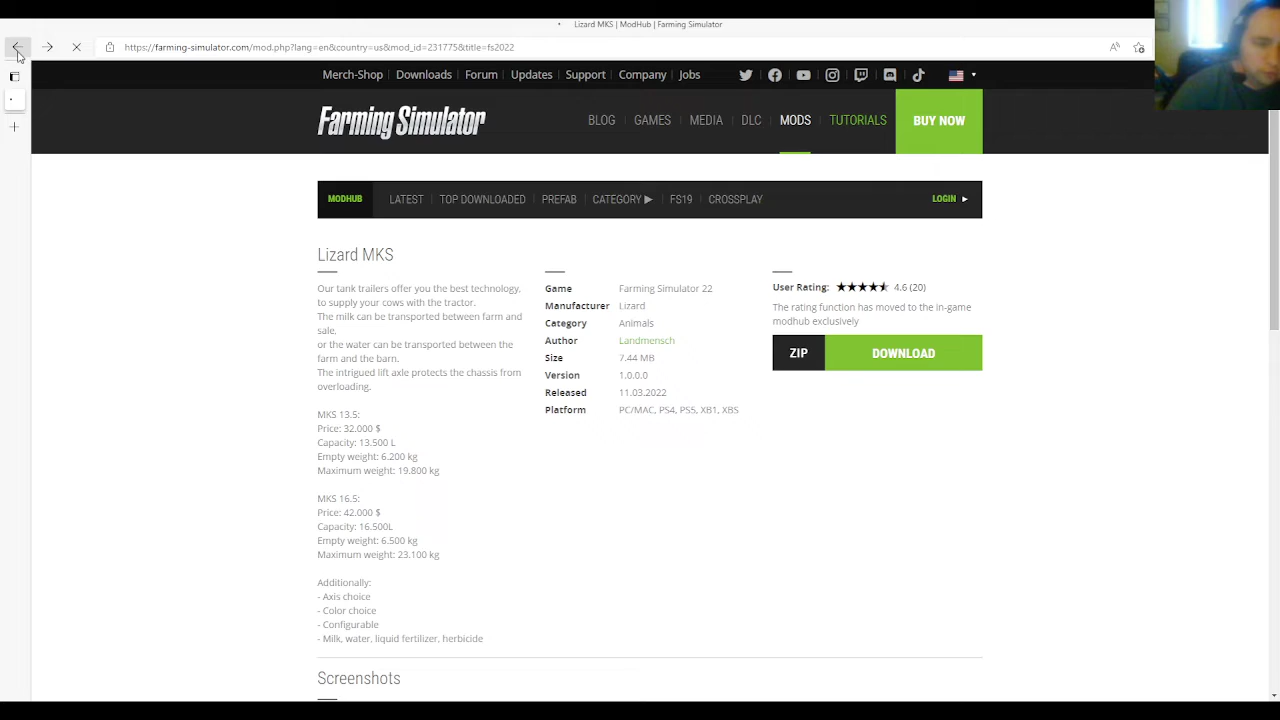 Lizard MKS | ModHub | Farming Simulator
https://farming-simulator.com/mod.php?lang=en&country=us&mod_id=231775&title=fs2022
Merch-Shop Downloads Forum Updates Support Company Jobs
Farming Simulator BLOG GAMES MEDIA DLC MODS TUTORIALS BUY NOW
MODHUB LATEST TOP DOWNLOADED PREFAB CATEGORY ▶ FS19 CROSSPLAY LOGIN ▶
Lizard MKS
Our tank trailers offer you the best technology,
to supply your cows with the tractor.
The milk can be transported between farm and
sale.
or the water can be transported between the
farm and the barn.
The intrigued lift axle protects the chassis from
overloading.
MKS 13.5:
Price: 32.000 $
Capacity: 13.500 L
Empty weight: 6.200 kg
Maximum weight: 19.800 kg
MKS 16.5:
Price: 42.000 $
Capacity: 16.500L
Empty weight: 6.500 kg
Maximum weight: 23.100 kg
Additionally:
- Axis choice
- Color choice
- Configurable
- Milk, water, liquid fertilizer, herbicide
Game Farming Simulator 22
Manufacturer Lizard
Category Animals
Author Landmensch
Size 7.44 MB
Version 1.0.0.0
Released 11.03.2022
Platform PC/MAC, PS4, PS5, XB1, XBS
User Rating: 4.6 (20)
The rating function has moved to the in-game
modhub exclusively
ZIP DOWNLOAD
Screenshots